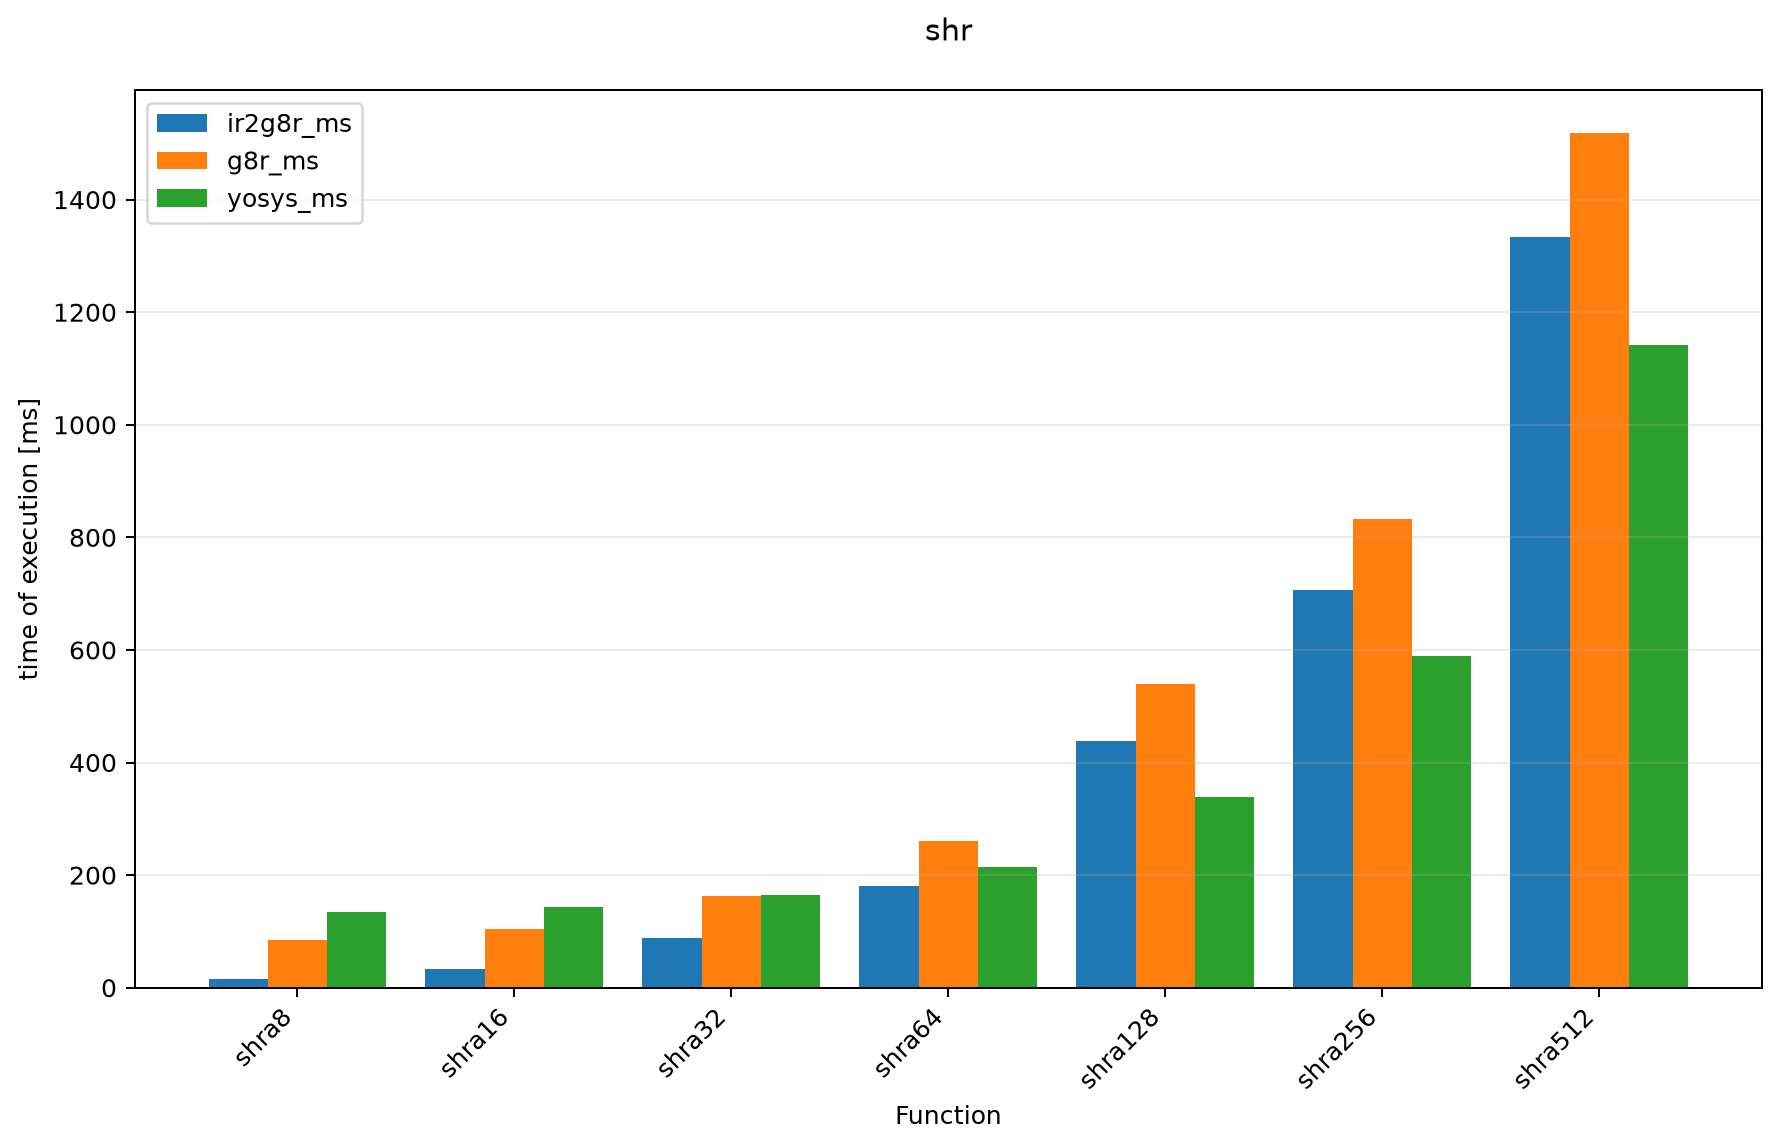 shr
ir2g8r_ms
g8r_ms
yosys_ms
time of execution [ms]
1400
1200
1000
800
600
400
200
0
shra8
shra16
shra32
shra64
shra128
shra256
shra512
Function